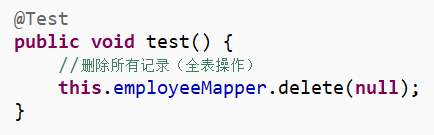 @Test
public void test() {
    //删除所有记录（全表操作）
    this.employeeMapper.delete(null);
}